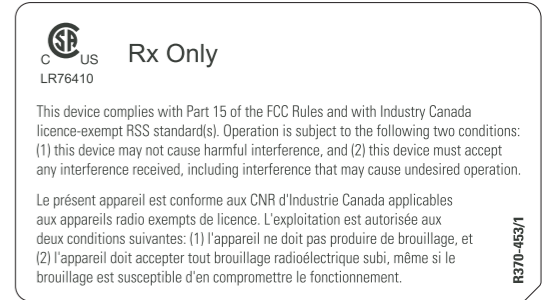 SA
C US
LR76410
Rx Only
This device complies with Part 15 of the FCC Rules and with Industry Canada
licence-exempt RSS standard(s). Operation is subject to the following two conditions:
(1) this device may not cause harmful interference, and (2) this device must accept
any interference received, including interference that may cause undesired operation.
Le présent appareil est conforme aux CNR d'Industrie Canada applicables
aux appareils radio exempts de licence. L'exploitation est autorisée aux
deux conditions suivantes: (1) l'appareil ne doit pas produire de brouillage, et
(2) l'appareil doit accepter tout brouillage radioélectrique subi, même si le
brouillage est susceptible d'en compromettre le fonctionnement.
R370-453/1